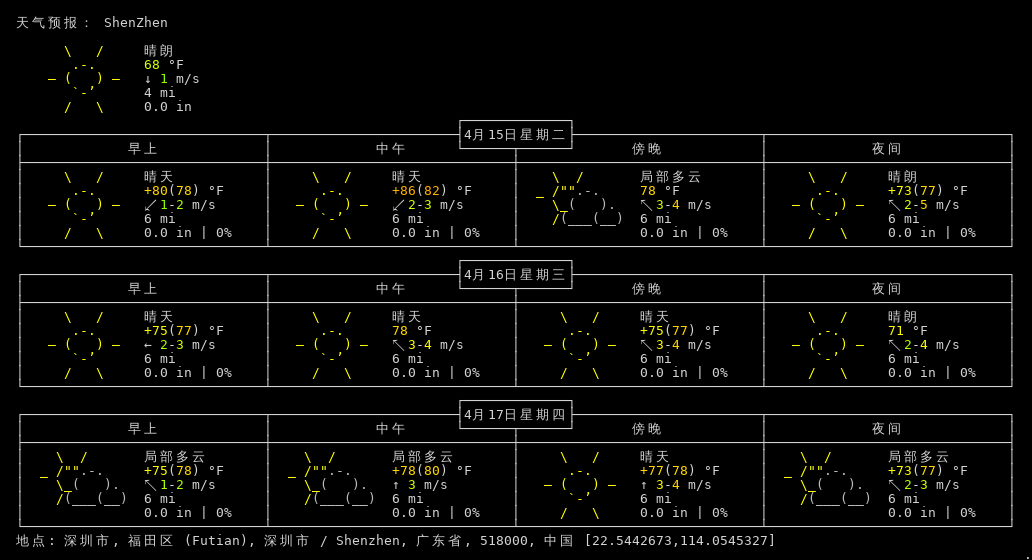 天气预报： ShenZhen
晴朗
68 °F
↓ 1 m/s
4 mi
0.0 in
4月15日星期二
早上 中午 傍晚 夜间
晴天 晴天 局部多云 晴朗
+80(78) °F +86(82) °F 78 °F +73(77) °F
↙ 1-2 m/s ↙ 2-3 m/s ↖ 3-4 m/s ↖ 2-5 m/s
6 mi 6 mi 6 mi 6 mi
0.0 in | 0% 0.0 in | 0% 0.0 in | 0% 0.0 in | 0%
4月16日星期三
早上 中午 傍晚 夜间
晴天 晴天 晴天 晴朗
+75(77) °F 78 °F +75(77) °F 71 °F
← 2-3 m/s ↖ 3-4 m/s ↖ 3-4 m/s ↖ 2-4 m/s
6 mi 6 mi 6 mi 6 mi
0.0 in | 0% 0.0 in | 0% 0.0 in | 0% 0.0 in | 0%
4月17日星期四
早上 中午 傍晚 夜间
局部多云 局部多云 晴天 局部多云
+75(78) °F +78(80) °F +77(78) °F +73(77) °F
↖ 1-2 m/s ↑ 3 m/s ↑ 3-4 m/s ↖ 2-3 m/s
6 mi 6 mi 6 mi 6 mi
0.0 in | 0% 0.0 in | 0% 0.0 in | 0% 0.0 in | 0%
地点: 深圳市, 福田区 (Futian), 深圳市 / Shenzhen, 广东省, 518000, 中国 [22.5442673,114.0545327]